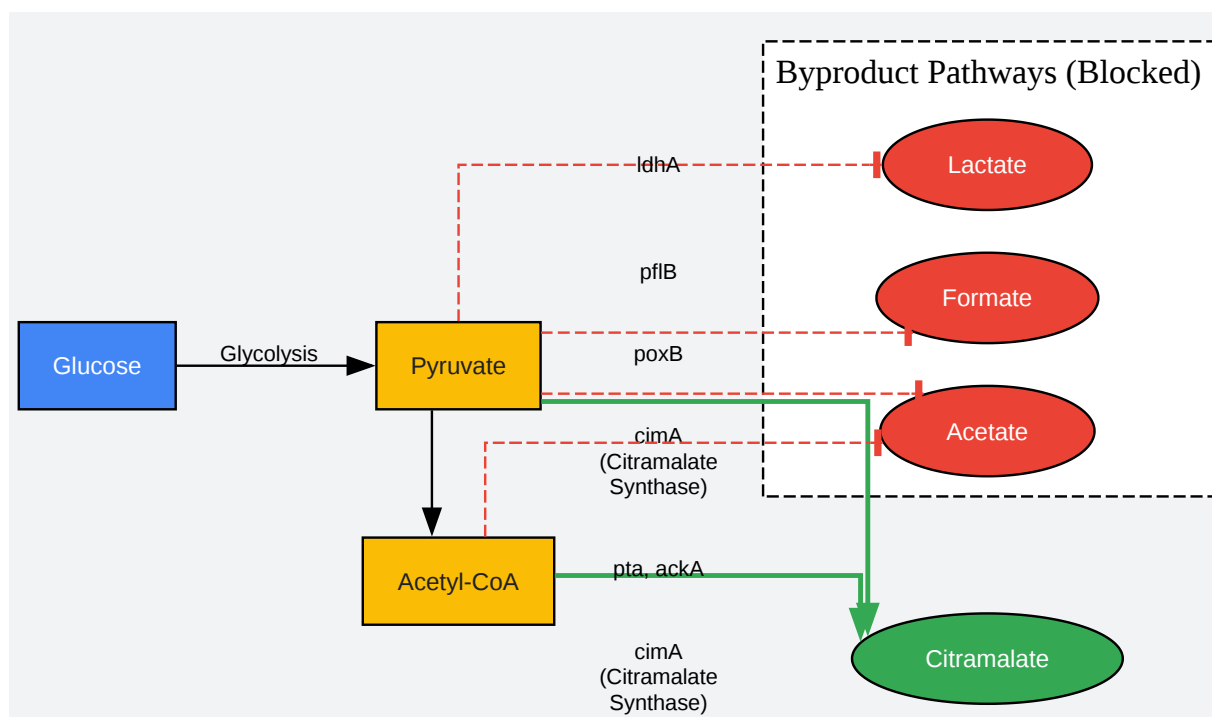 Byproduct Pathways (Blocked)
ldhA
Lactate
pflB
Formate
Glucose
Glycolysis
Pyruvate
poxB
Acetate
cimA
(Citramalate
Synthase)
Acetyl-CoA
pta, ackA
cimA
(Citramalate
Synthase)
Citramalate